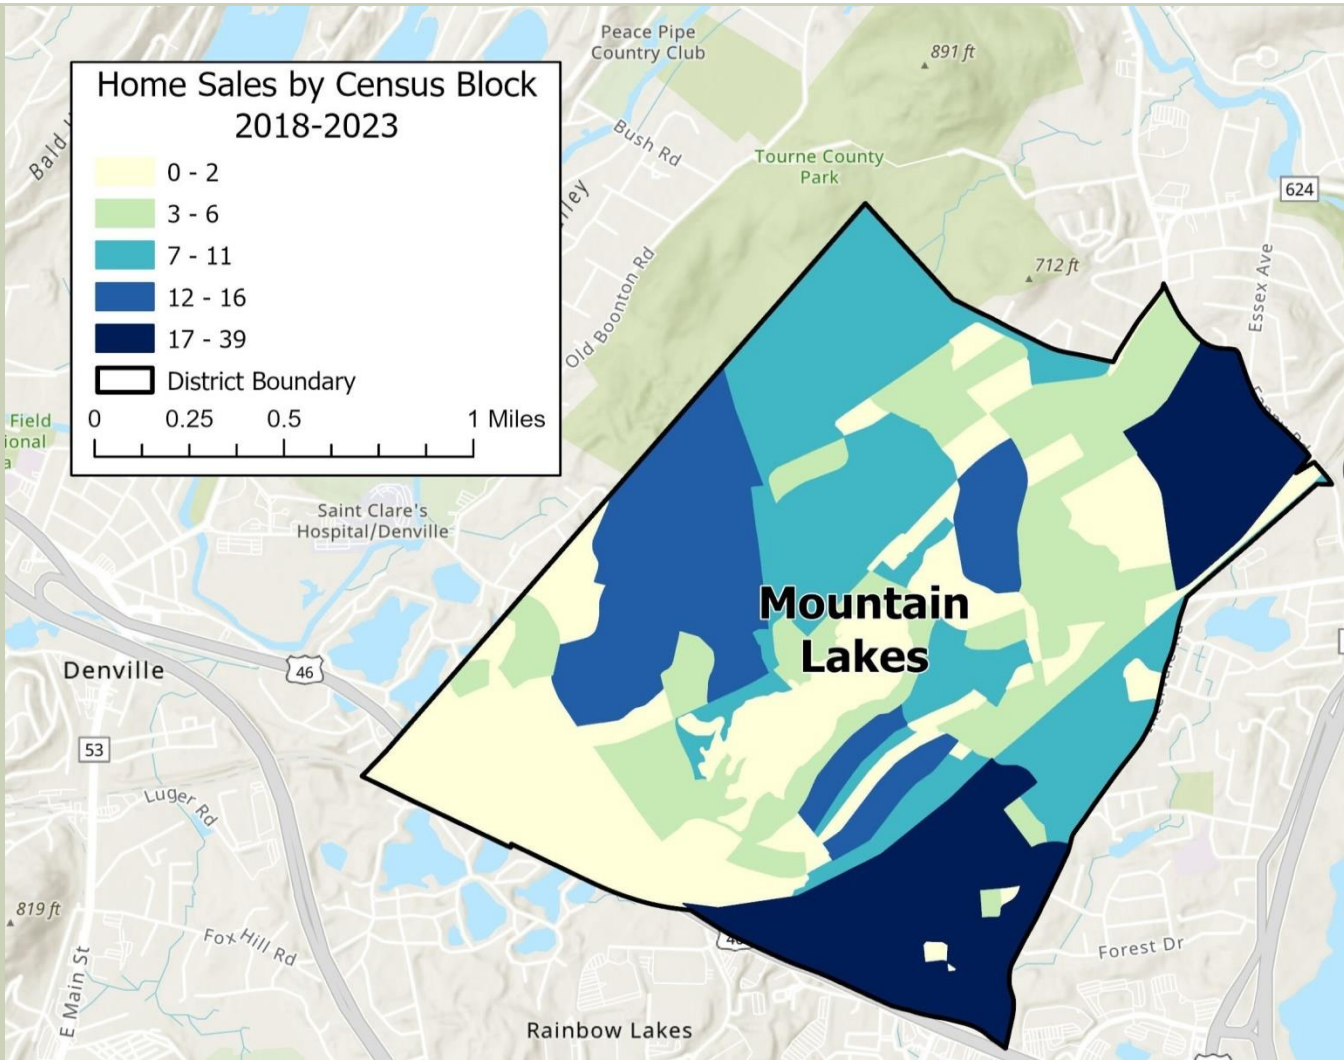 Peace Pipe
Country Club
891 ft
Home Sales by Census Block
2018-2023
0 - 2
3 - 6
7 - 11
12 - 16
17 - 39
District Boundary
0 0.25 0.5 1 Miles
Bush Rd
Tourne County
Park
624
712 ft
Essex Ave
Old Boonton Rd
Field
Saint Clare's
Hospital/Denville
Mountain
Lakes
Denville
46
53
Luger Rd
819 ft
Fox Hill Rd
E Main St
Forest Dr
Rainbow Lakes